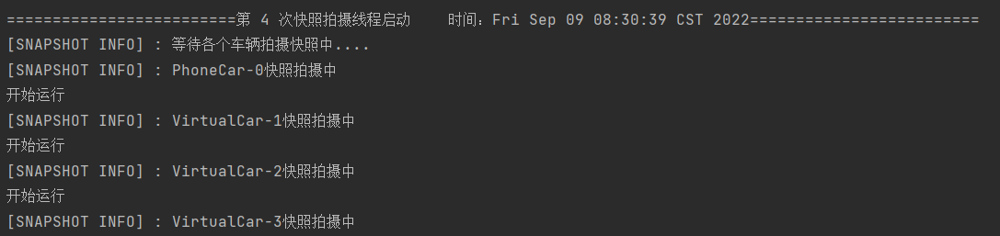 =========================第 4 次快照拍摄线程启动    时间：Fri Sep 09 08:30:39 CST 2022=========================
[SNAPSHOT INFO] : 等待各个车辆拍摄快照中....
[SNAPSHOT INFO] : PhoneCar-0快照拍摄中
开始运行
[SNAPSHOT INFO] : VirtualCar-1快照拍摄中
开始运行
[SNAPSHOT INFO] : VirtualCar-2快照拍摄中
开始运行
[SNAPSHOT INFO] : VirtualCar-3快照拍摄中